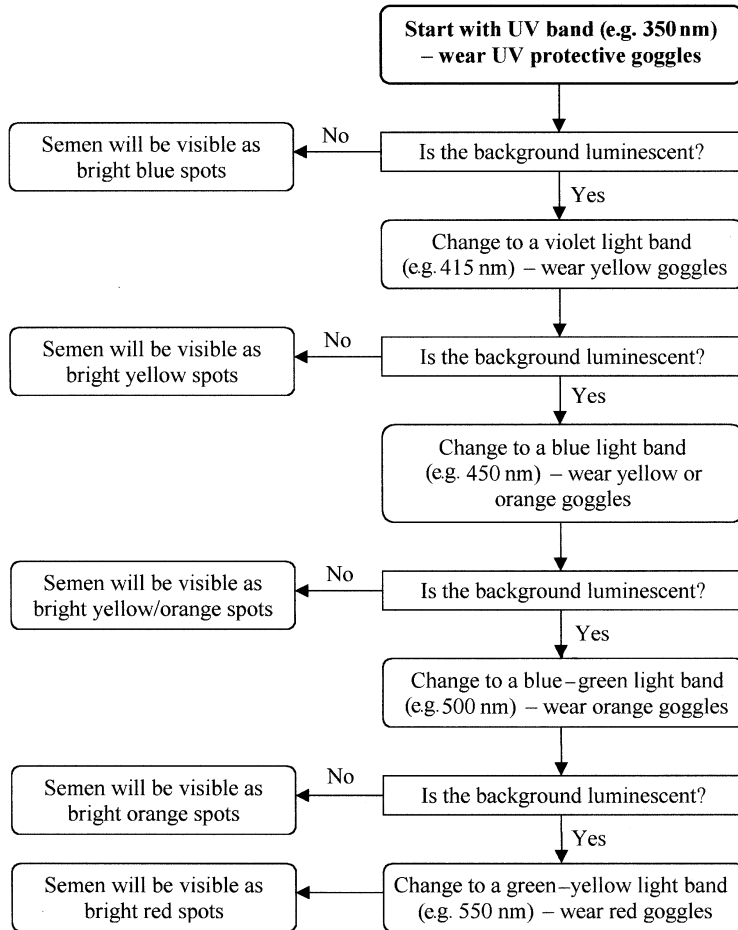 Start with UV band (e.g. 350 nm)
– wear UV protective goggles
No
Semen will be visible as
bright blue spots
Is the background luminescent?
Yes
Change to a violet light band
(e.g. 415 nm) – wear yellow goggles
No
Semen will be visible as
bright yellow spots
Is the background luminescent?
Yes
Change to a blue light band
(e.g. 450 nm) – wear yellow or
orange goggles
No
Semen will be visible as
bright yellow/orange spots
Is the background luminescent?
Yes
Change to a blue–green light band
(e.g. 500 nm) – wear orange goggles
No
Semen will be visible as
bright orange spots
Is the background luminescent?
Yes
Semen will be visible as
bright red spots
Change to a green–yellow light band
(e.g. 550 nm) – wear red goggles